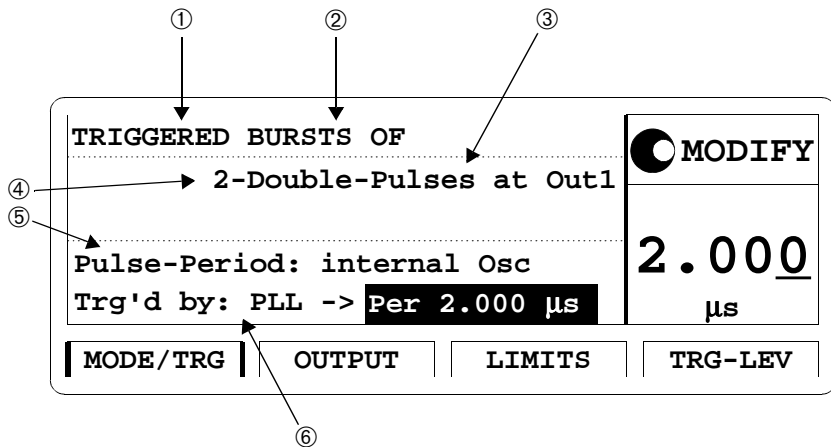 ① ② ③
TRIGGERED BURSTS OF
MODIFY
④ 2-Double-Pulses at Out1
⑤
Pulse-Period: internal Osc
2.000
Trg'd by: PLL -> Per 2.000 µs
µs
MODE/TRG OUTPUT LIMITS TRG-LEV
⑥